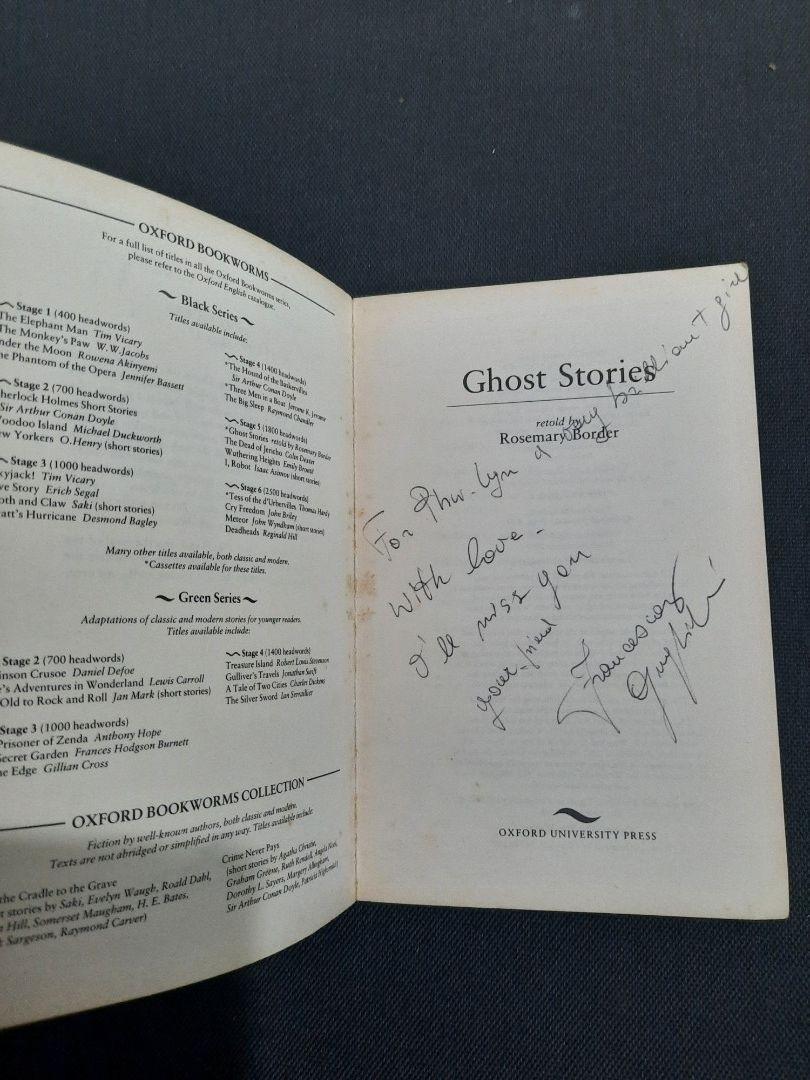 OXFORD BOOKWORMS
For a full list of titles in all the Oxford Bookworms series,
please refer to the Oxford English catalogue.
Black Series
Titles available include:
Stage 1 (400 headwords)
The Elephant Man Tim Vicary
The Monkey's Paw W.W.Jacobs
nder the Moon Rowena Akinyemi
he Phantom of the Opera Jennifer Bassett
Stage 2 (700 headwords)
herlock Holmes Short Stories
Sir Arthur Conan Doyle
Voodoo Island Michael Duckworth
ew Yorkers O.Henry (short stories)
Stage 3 (1000 headwords)
kyjack! Tim Vicary
ve Story Erich Segal
oth and Claw Saki (short stories)
att's Hurricane Desmond Bagley
Stage 4 (1400 headwords)
*The Hound of the Baskervilles
Sir Arthur Conan Doyle
*Three Men in a Boat Jerome K. Jerome
The Big Sleep Raymond Chandler
Stage 5 (1800 headwords)
*Ghost Stories retold by Rosemary Border
The Dead of Jericho Colin Dexter
Wuthering Heights Emily Brontë
I, Robot Isaac Asimov (short stories)
Stage 6 (2500 headwords)
*Tess of the d'Urbervilles Thomas Hardy
Cry Freedom John Briley
Meteor John Wyndham (short stories)
Deadheads Reginald Hill
Many other titles available, both classic and modern.
*Cassettes available for these titles.
Green Series
Adaptations of classic and modern stories for younger readers.
Titles available include:
Stage 2 (700 headwords)
inson Crusoe Daniel Defoe
's Adventures in Wonderland Lewis Carroll
Old to Rock and Roll Jan Mark (short stories)
Stage 3 (1000 headwords)
Prisoner of Zenda Anthony Hope
ecret Garden Frances Hodgson Burnett
he Edge Gillian Cross
Stage 4 (1400 headwords)
Treasure Island Robert Louis Stevenson
Gulliver's Travels Jonathan Swift
A Tale of Two Cities Charles Dickens
The Silver Sword Ian Serraillier
OXFORD BOOKWORMS COLLECTION
Fiction by well-known authors, both classic and modern.
Texts are not abridged or simplified in any way. Titles available include:
the Cradle to the Grave
t stories by Saki, Evelyn Waugh, Roald Dahl,
n Hill, Somerset Maugham, H. E. Bates,
k Sargeson, Raymond Carver)
Crime Never Pays
(short stories by Agatha Christie,
Graham Greene, Ruth Rendell, Angela Noel,
Dorothy L. Sayers, Margery Allingham,
Sir Arthur Conan Doyle, Patricia Highsmith)
Ghost Stories
retold by
Rosemary Border
For a very brilliant girl
With love.
I'll miss you
your friend
Francesca
OXFORD UNIVERSITY PRESS